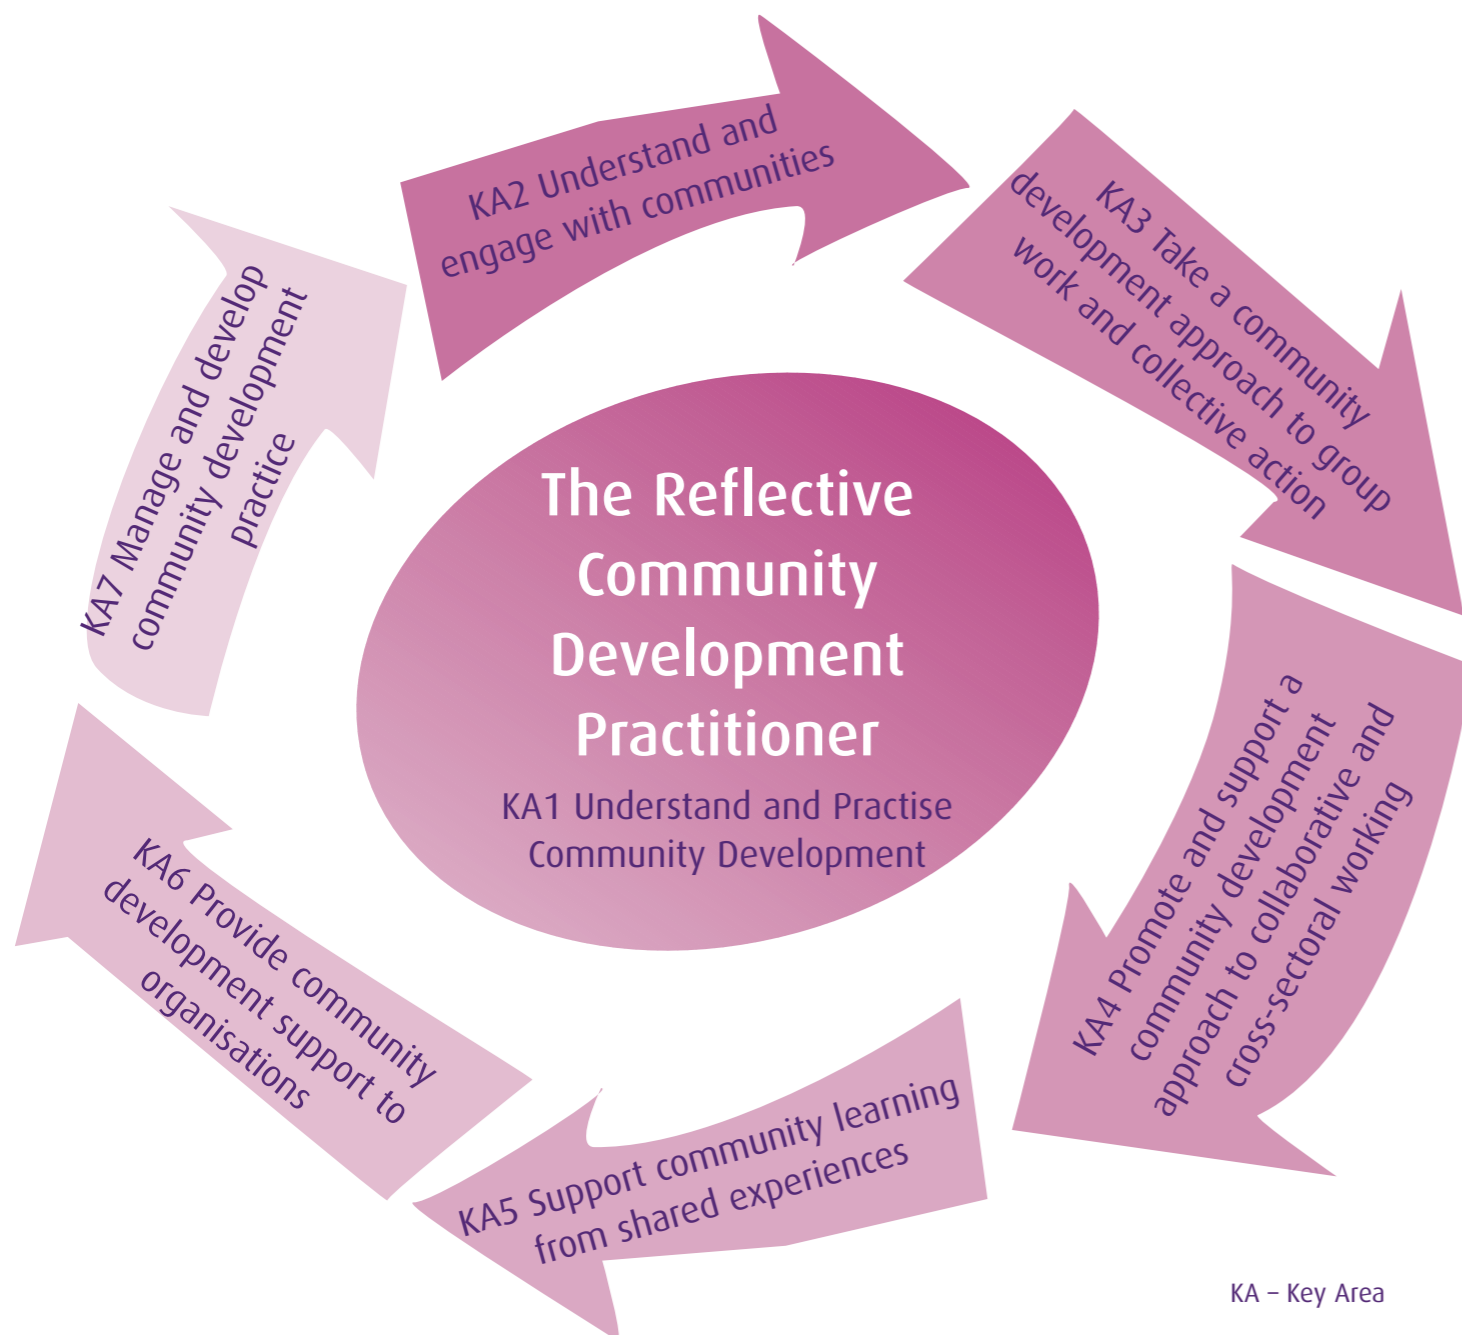 KA2 Understand and
engage with communities
KA3 Take a community
development approach to group
work and collective action
KA4 Promote and support a
community development
approach to collaborative and
cross-sectoral working
KA5 Support community learning
from shared experiences
KA6 Provide community
development support to
organisations
KA7 Manage and develop
community development
practice
The Reflective
Community
Development
Practitioner
KA1 Understand and Practise
Community Development
KA – Key Area